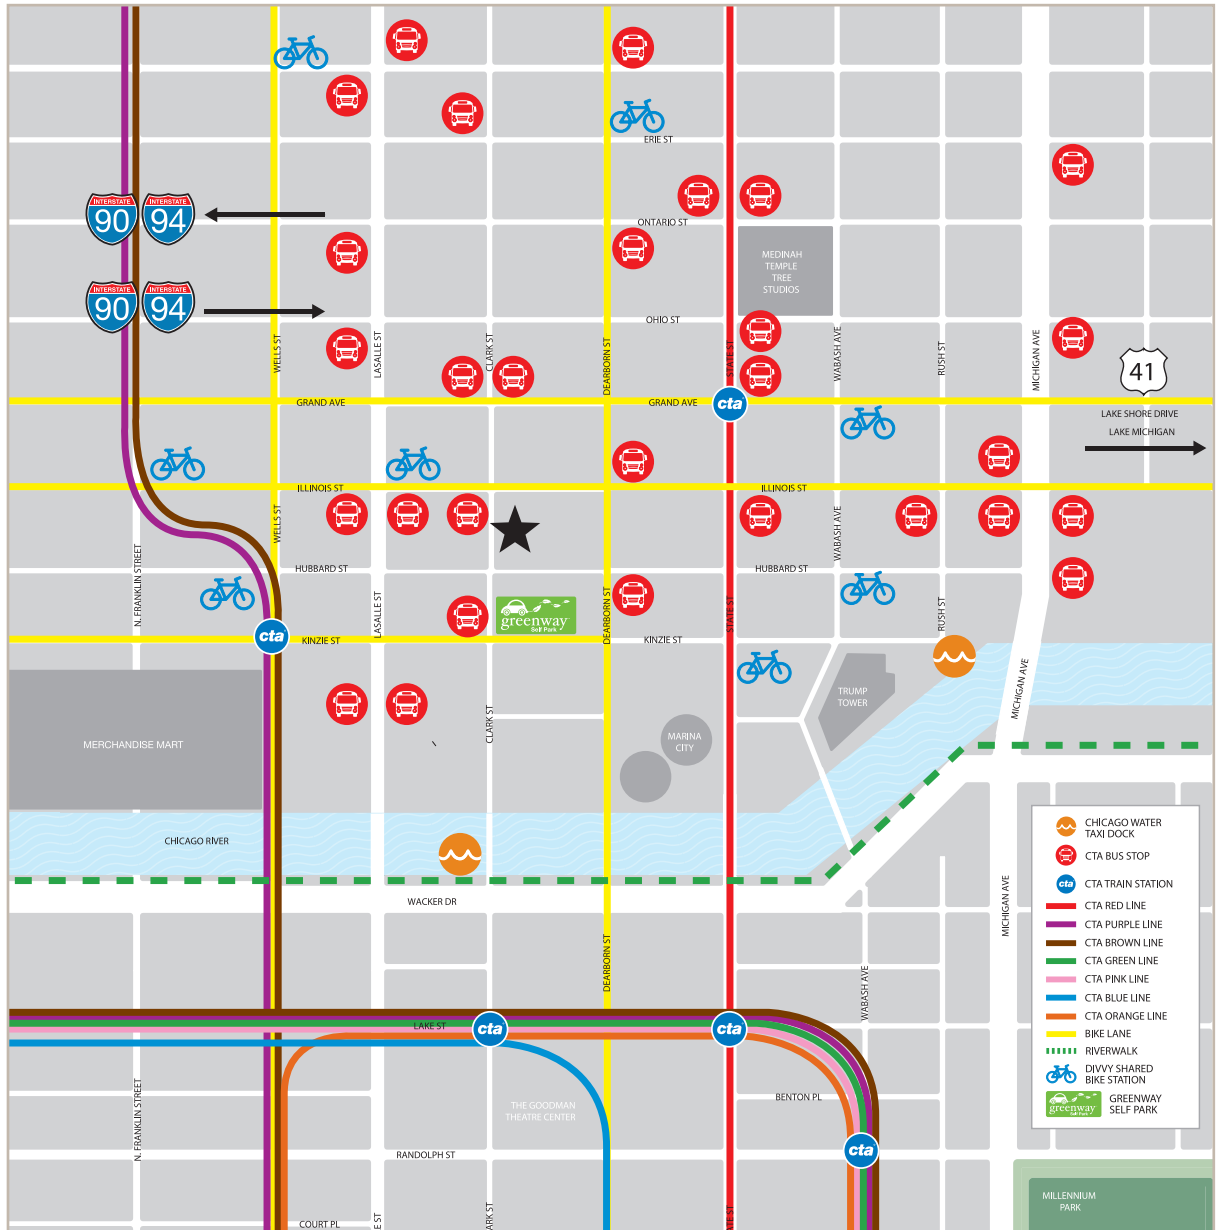 ERIE ST
INTERSTATE
90
INTERSTATE
94
ONTARIO ST
MEDINAH
TEMPLE
TREE
STUDIOS
INTERSTATE
90
INTERSTATE
94
OHIO ST
WELLS ST
LASALLE ST
CLARK ST
DEARBORN ST
STATE ST
WABASH AVE
RUSH ST
MICHIGAN AVE
41
GRAND AVE
GRAND AVE
cta
LAKE SHORE DRIVE
LAKE MICHIGAN
ILLINOIS ST
ILLINOIS ST
WELLS ST
WABASH AVE
N. FRANKLIN STREET
HUBBARD ST
HUBBARD ST
LASALLE ST
greenway
Self Park
DEARBORN ST
STATE ST
RUSH ST
cta
KINZIE ST
KINZIE ST
MICHIGAN AVE
TRUMP
TOWER
CLARK ST
MERCHANDISE MART
MARINA
CITY
CHICAGO RIVER
WACKER DR
DEARBORN ST
WABASH AVE
MICHIGAN AVE
CHICAGO WATER
TAXI DOCK
CTA BUS STOP
cta
CTA TRAIN STATION
CTA RED LINE
CTA PURPLE LINE
CTA BROWN LINE
CTA GREEN LINE
CTA PINK LINE
CTA BLUE LINE
CTA ORANGE LINE
BIKE LANE
RIVERWALK
DIVVY SHARED
BIKE STATION
greenway
Self Park
GREENWAY
SELF PARK
LAKE ST
cta
cta
THE GOODMAN
THEATRE CENTER
BENTON PL
N. FRANKLIN STREET
RANDOLPH ST
cta
MILLENNIUM
PARK
COURT PL
E ST
ARK ST
ATE ST